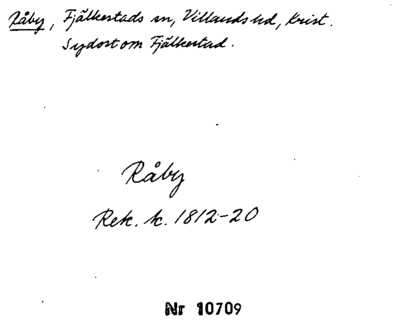 Råby, Fjälkestads sn, Villands hd, Krist.
Sydost om Fjälkestad.
Råby
Rek. k. 1812-20
Nr 10709